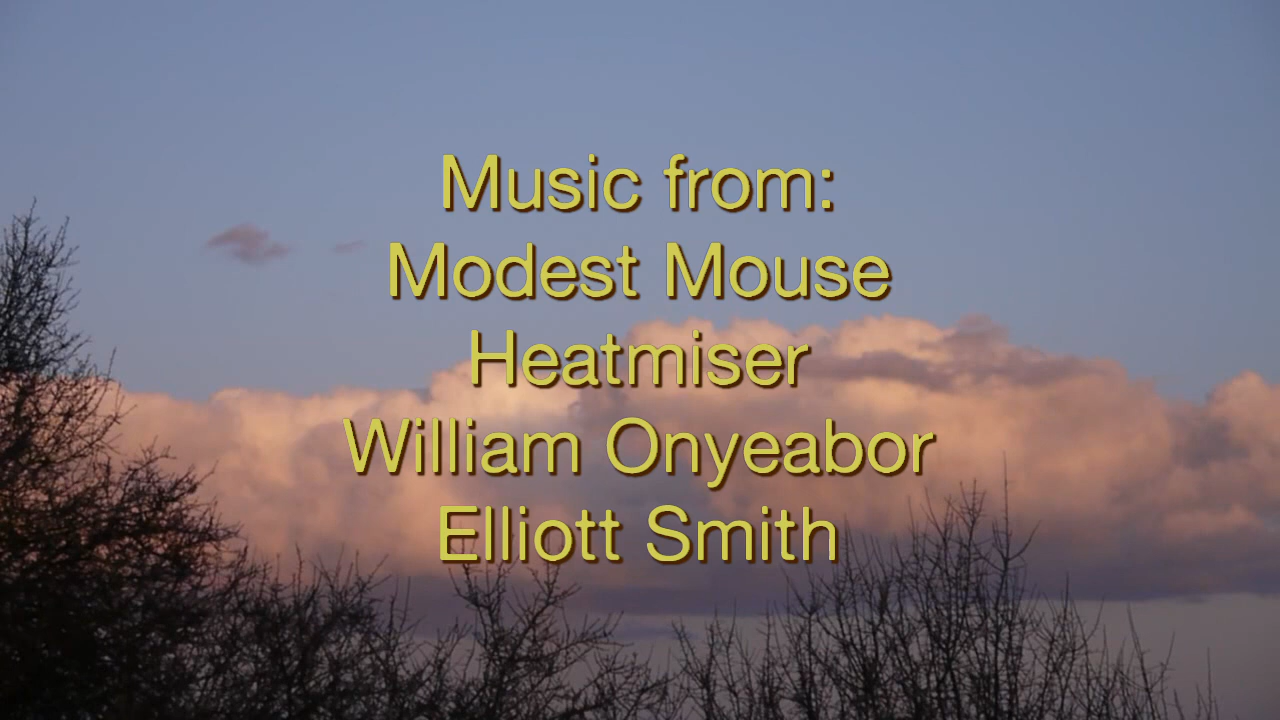 Music from:
Modest Mouse
Heatmiser
William Onyeabor
Elliott Smith